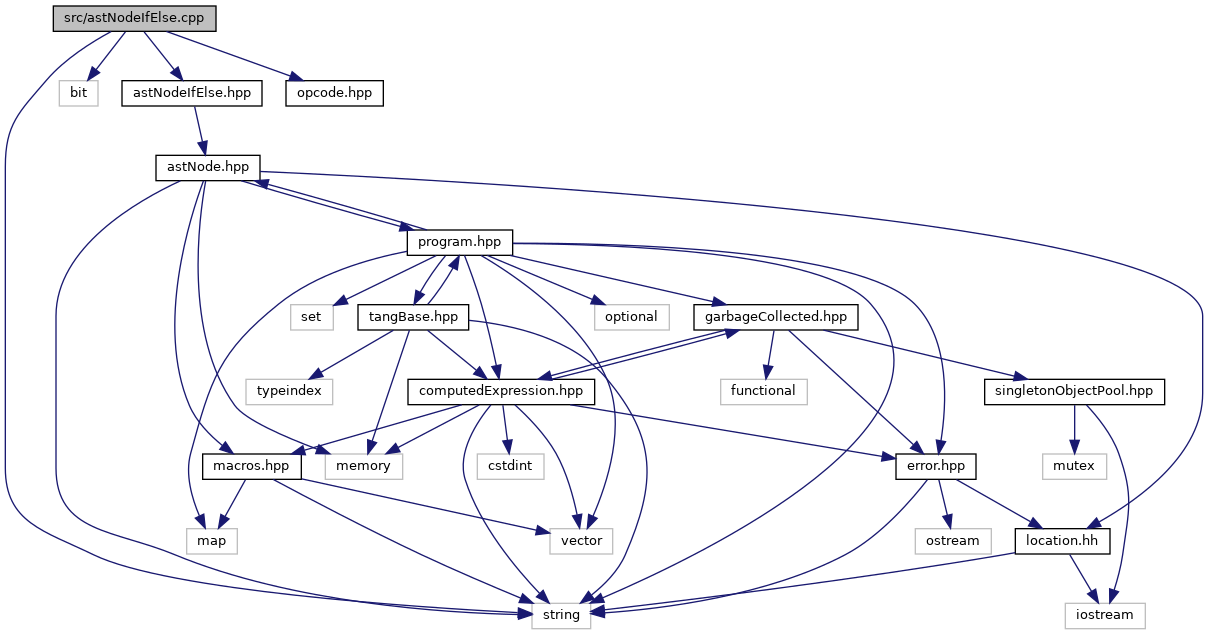 src/astNodeIfElse.cpp
bit
astNodeIfElse.hpp
opcode.hpp
astNode.hpp
program.hpp
set
tangBase.hpp
optional
garbageCollected.hpp
typeindex
computedExpression.hpp
functional
singletonObjectPool.hpp
macros.hpp
memory
cstdint
error.hpp
mutex
map
vector
ostream
location.hh
string
iostream